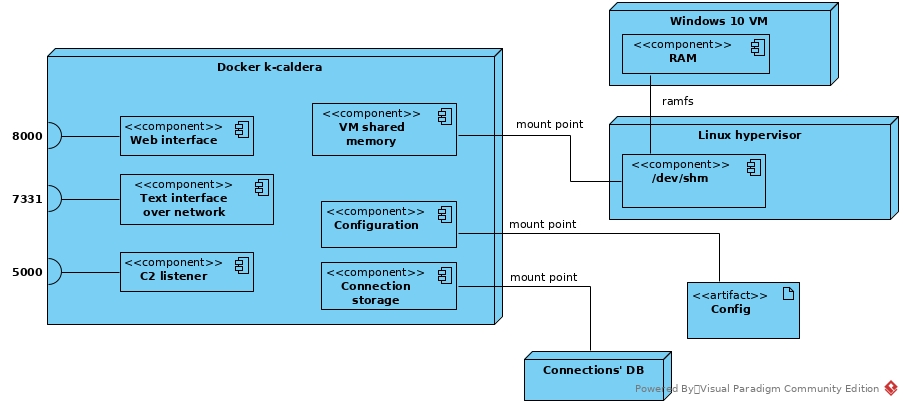 Windows 10 VM
<<component>>
RAM
ramfs
Docker k-caldera
8000
<<component>>
Web interface
<<component>>
VM shared
memory
mount point
Linux hypervisor
<<component>>
/dev/shm
7331
<<component>>
Text interface
over network
<<component>>
Configuration
mount point
5000
<<component>>
C2 listener
<<component>>
Connection
storage
mount point
<<artifact>>
Config
Connections' DB
Powered By Visual Paradigm Community Edition